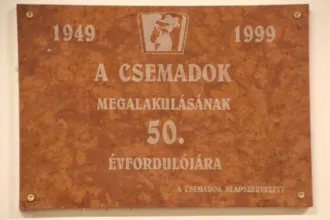 1949 1999
A CSEMADOK
MEGALAKULÁSÁNAK
50.
ÉVFORDULÓJÁRA
A CSEMADOK ALAPSZERVEZETE